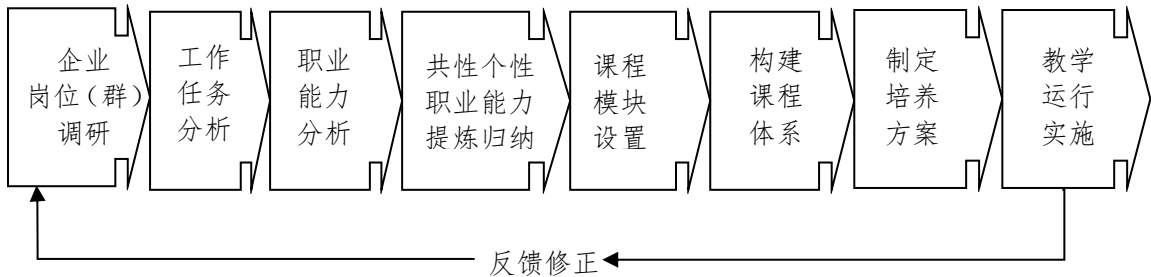 企业
岗位（群）
调研
工作
任务
分析
职业
能力
分析
共性个性
职业能力
提炼归纳
课程
模块
设置
构建
课程
体系
制定
培养
方案
教学
运行
实施
反馈修正